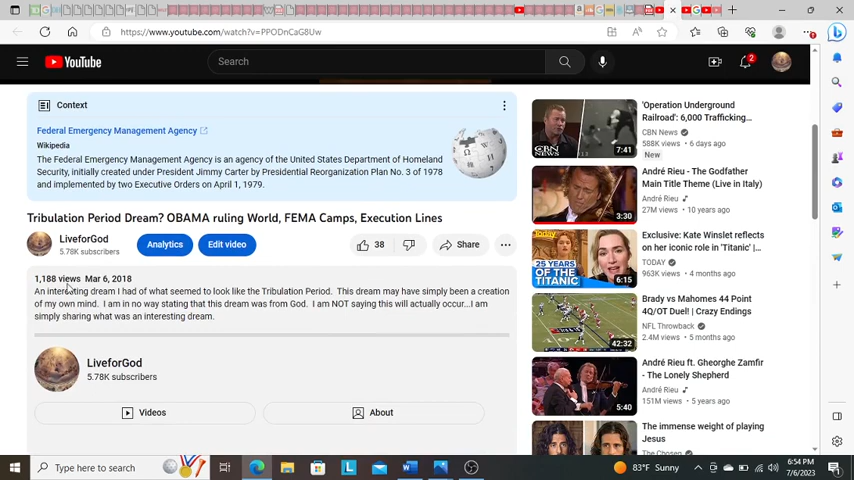 https://www.youtube.com/watch?v=PPODnCaG8Uw
YouTube
Search
2
Context
Federal Emergency Management Agency
Wikipedia
The Federal Emergency Management Agency is an agency of the United States Department of Homeland
Security, initially created under President Jimmy Carter by Presidential Reorganization Plan No. 3 of 1978
and implemented by two Executive Orders on April 1, 1979.
Tribulation Period Dream? OBAMA ruling World, FEMA Camps, Execution Lines
LiveforGod
5.78K subscribers
Analytics
Edit video
38
Share
1,188 views Mar 6, 2018
An interesting dream I had of what seemed to look like the Tribulation Period. This dream may have simply been a creation
of my own mind. I am in no way stating that this dream was from God. I am NOT saying this will actually occur...I am
simply sharing what was an interesting dream.
LiveforGod
5.78K subscribers
Videos
About
'Operation Underground
Railroad': 6,000 Trafficking...
CBN News
588K Views • 6 days ago
New
7:41
André Rieu - The Godfather
Main Title Theme (Live in Italy)
André Rieu
27M views • 10 years ago
3:30
Exclusive: Kate Winslet reflects
on her iconic role in 'Titanic' |...
TODAY
963K Views • 4 months ago
Today
25 YEARS
OF THE
TITANIC
6:15
Brady vs Mahomes 44 Point
4Q/OT Duel! | Crazy Endings
NFL Throwback
2.4M views • 5 months ago
42:32
André Rieu ft. Gheorghe Zamfir
- The Lonely Shepherd
André Rieu
151M views • 5 years ago
5:40
The immense weight of playing
Jesus
The Chosen
Type here to search
83°F Sunny
6:54 PM
7/6/2023